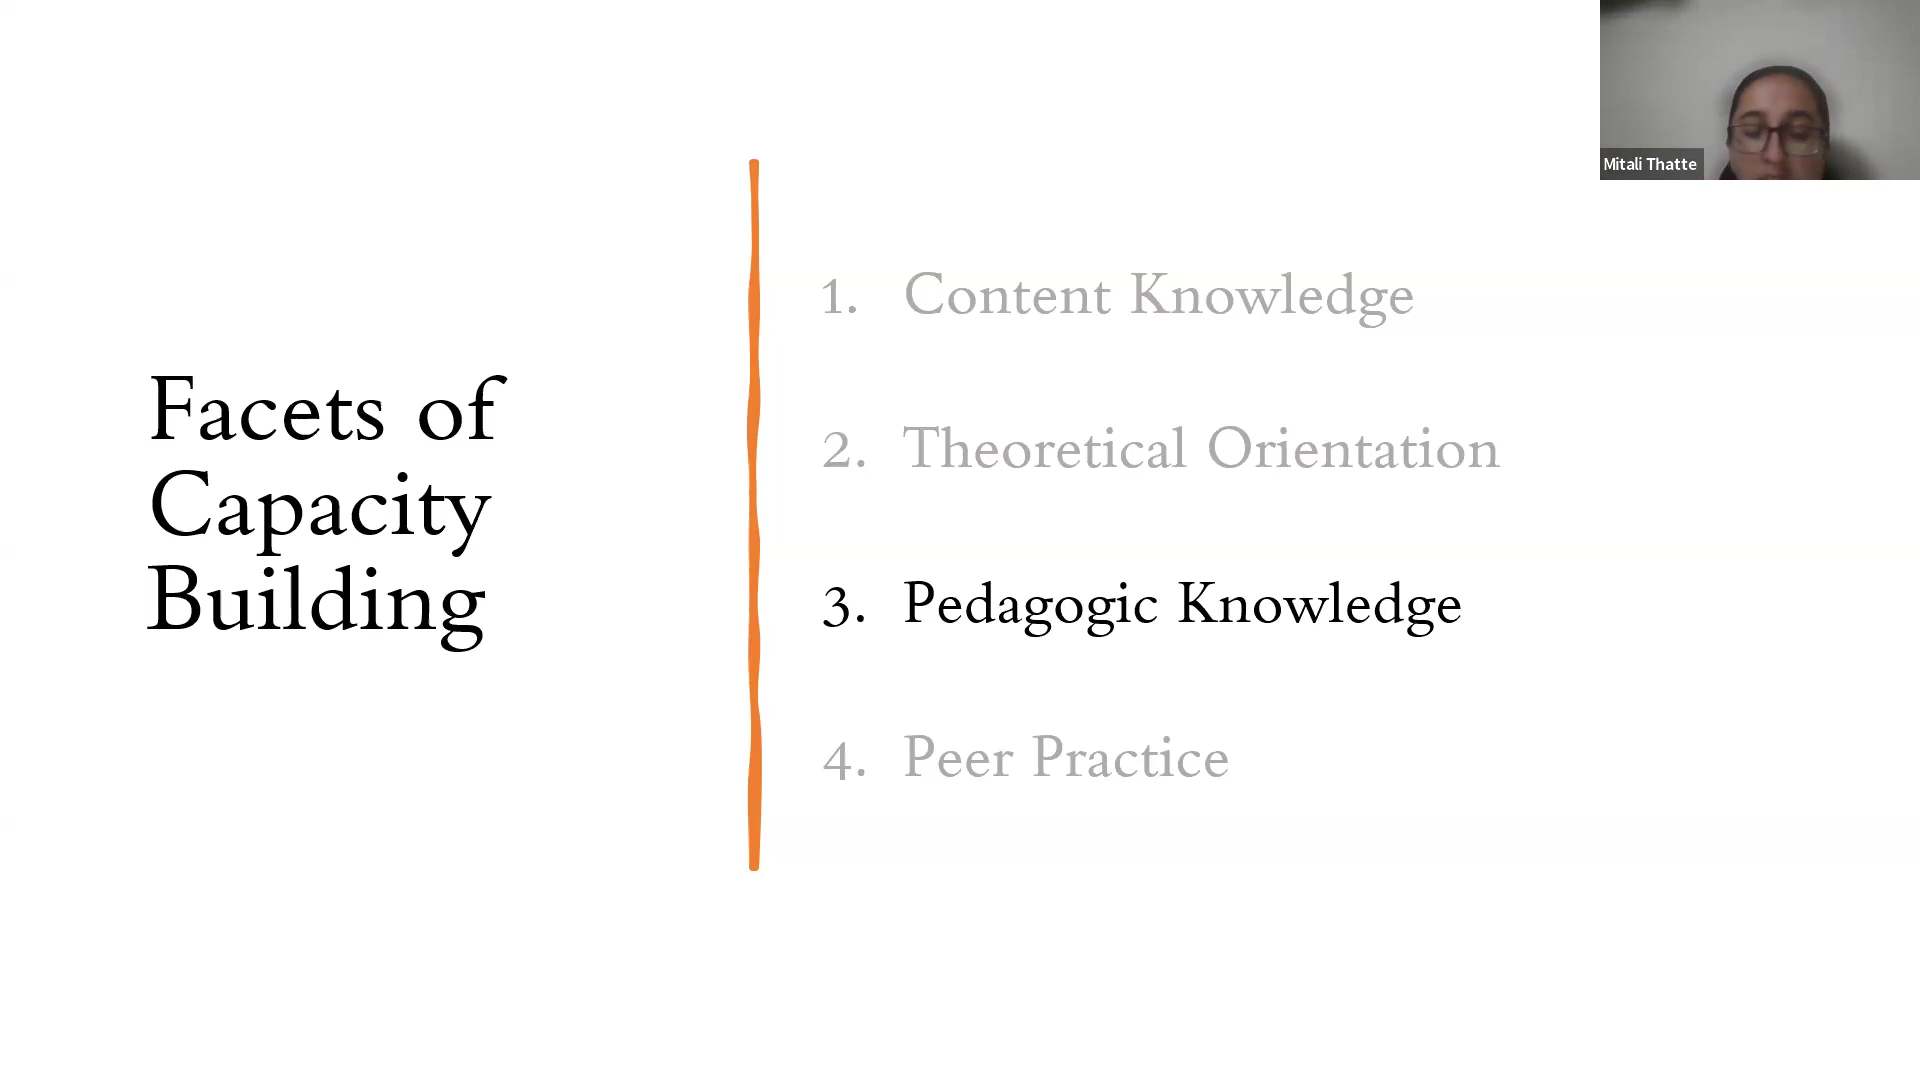 Facets of
Capacity
Building
1. Content Knowledge
2. Theoretical Orientation
3. Pedagogic Knowledge
4. Peer Practice
Mitali Thatte